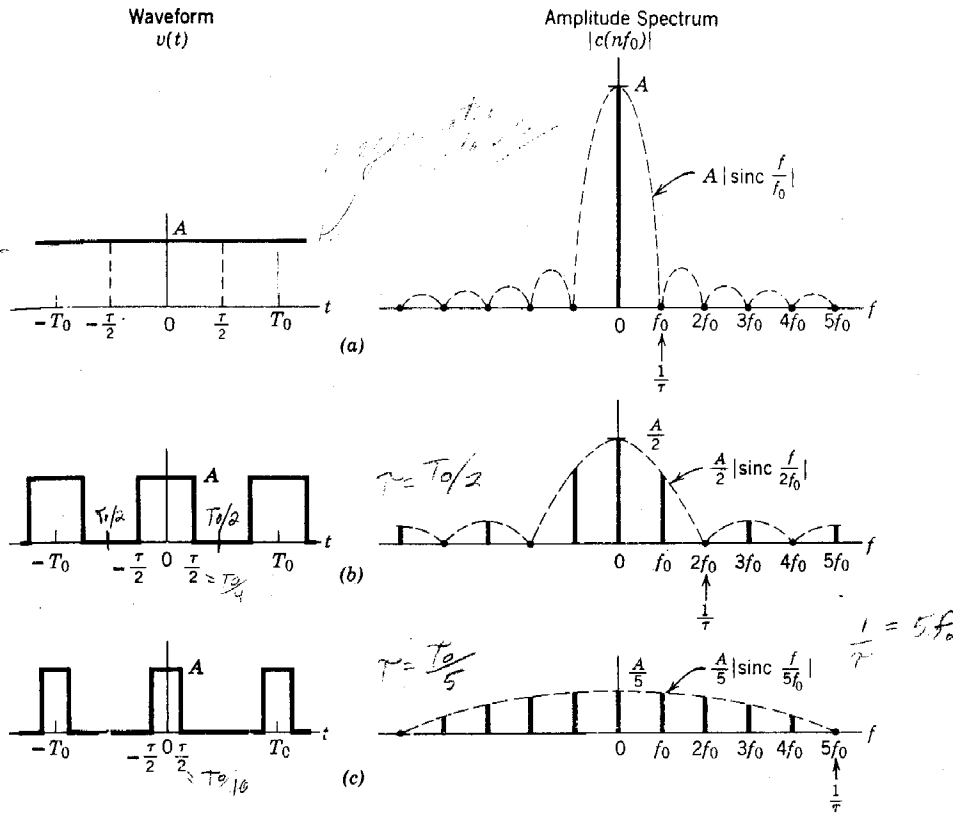 Waveform
v(t)
Amplitude Spectrum
|c(nf₀)|
A
A |sinc f/f₀|
A
−T₀ −τ/2 0 τ/2 T₀ t
0 f₀ 2f₀ 3f₀ 4f₀ 5f₀ f
(a)
1/τ
A/2
A/2 |sinc f/2f₀|
τ = T₀/2
A
T₀/2 T₀/2
−T₀ −τ/2 0 τ/2 = T₀/4 T₀ t
0 f₀ 2f₀ 3f₀ 4f₀ 5f₀ f
(b)
1/τ
1/τ = 5f₀
τ = T₀/5
A/5
A/5 |sinc f/5f₀|
A
−T₀ −τ/2 0 τ/2 T₀ t
= T₀/10
0 f₀ 2f₀ 3f₀ 4f₀ 5f₀ f
(c)
1/τ